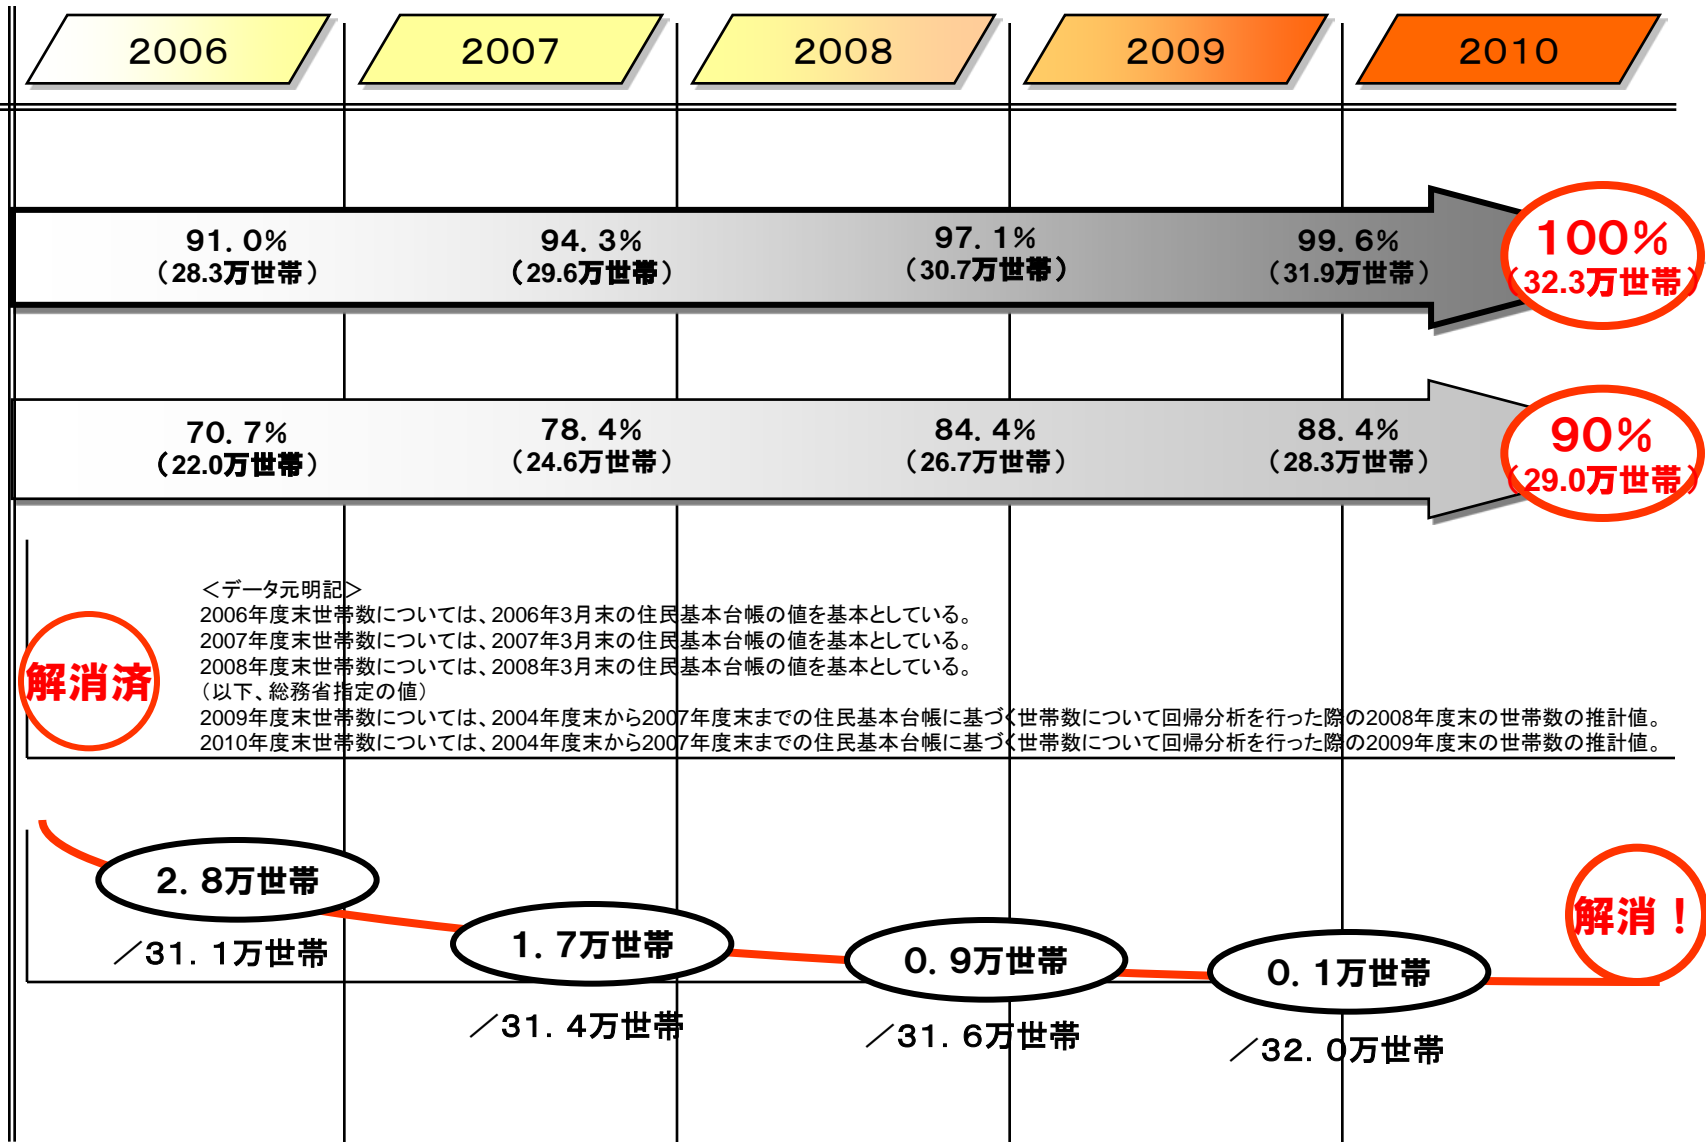 2006 2007 2008 2009 2010
91.0% 94.3% 97.1% 99.6% 100%
（28.3万世帯） （29.6万世帯） （30.7万世帯） （31.9万世帯） （32.3万世帯）
70.7% 78.4% 84.4% 88.4% 90%
（22.0万世帯） （24.6万世帯） （26.7万世帯） （28.3万世帯） （29.0万世帯）
＜データ元明記＞
2006年度末世帯数については、2006年3月末の住民基本台帳の値を基本としている。
2007年度末世帯数については、2007年3月末の住民基本台帳の値を基本としている。
2008年度末世帯数については、2008年3月末の住民基本台帳の値を基本としている。
解消済
（以下、総務省指定の値）
2009年度末世帯数については、2004年度末から2007年度末までの住民基本台帳に基づく世帯数について回帰分析を行った際の2008年度末の世帯数の推計値。
2010年度末世帯数については、2004年度末から2007年度末までの住民基本台帳に基づく世帯数について回帰分析を行った際の2009年度末の世帯数の推計値。
2.8万世帯
／31.1万世帯
1.7万世帯
／31.4万世帯
0.9万世帯
／31.6万世帯
0.1万世帯
／32.0万世帯
解消！